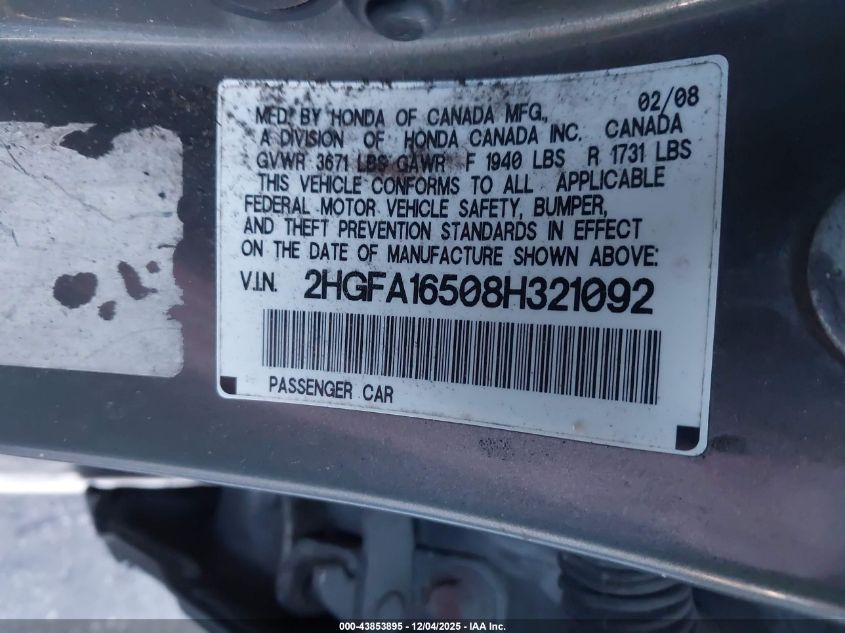 MFD. BY HONDA OF CANADA MFG., 02/08
A DIVISION OF HONDA CANADA INC. CANADA
GVWR 3671 LBS GAWR F 1940 LBS R 1731 LBS
THIS VEHICLE CONFORMS TO ALL APPLICABLE
FEDERAL MOTOR VEHICLE SAFETY, BUMPER,
AND THEFT PREVENTION STANDARDS IN EFFECT
ON THE DATE OF MANUFACTURE SHOWN ABOVE:
V.I.N. 2HGFA16508H321092
PASSENGER CAR
000-43853895 • 12/04/2025 • IAA Inc.